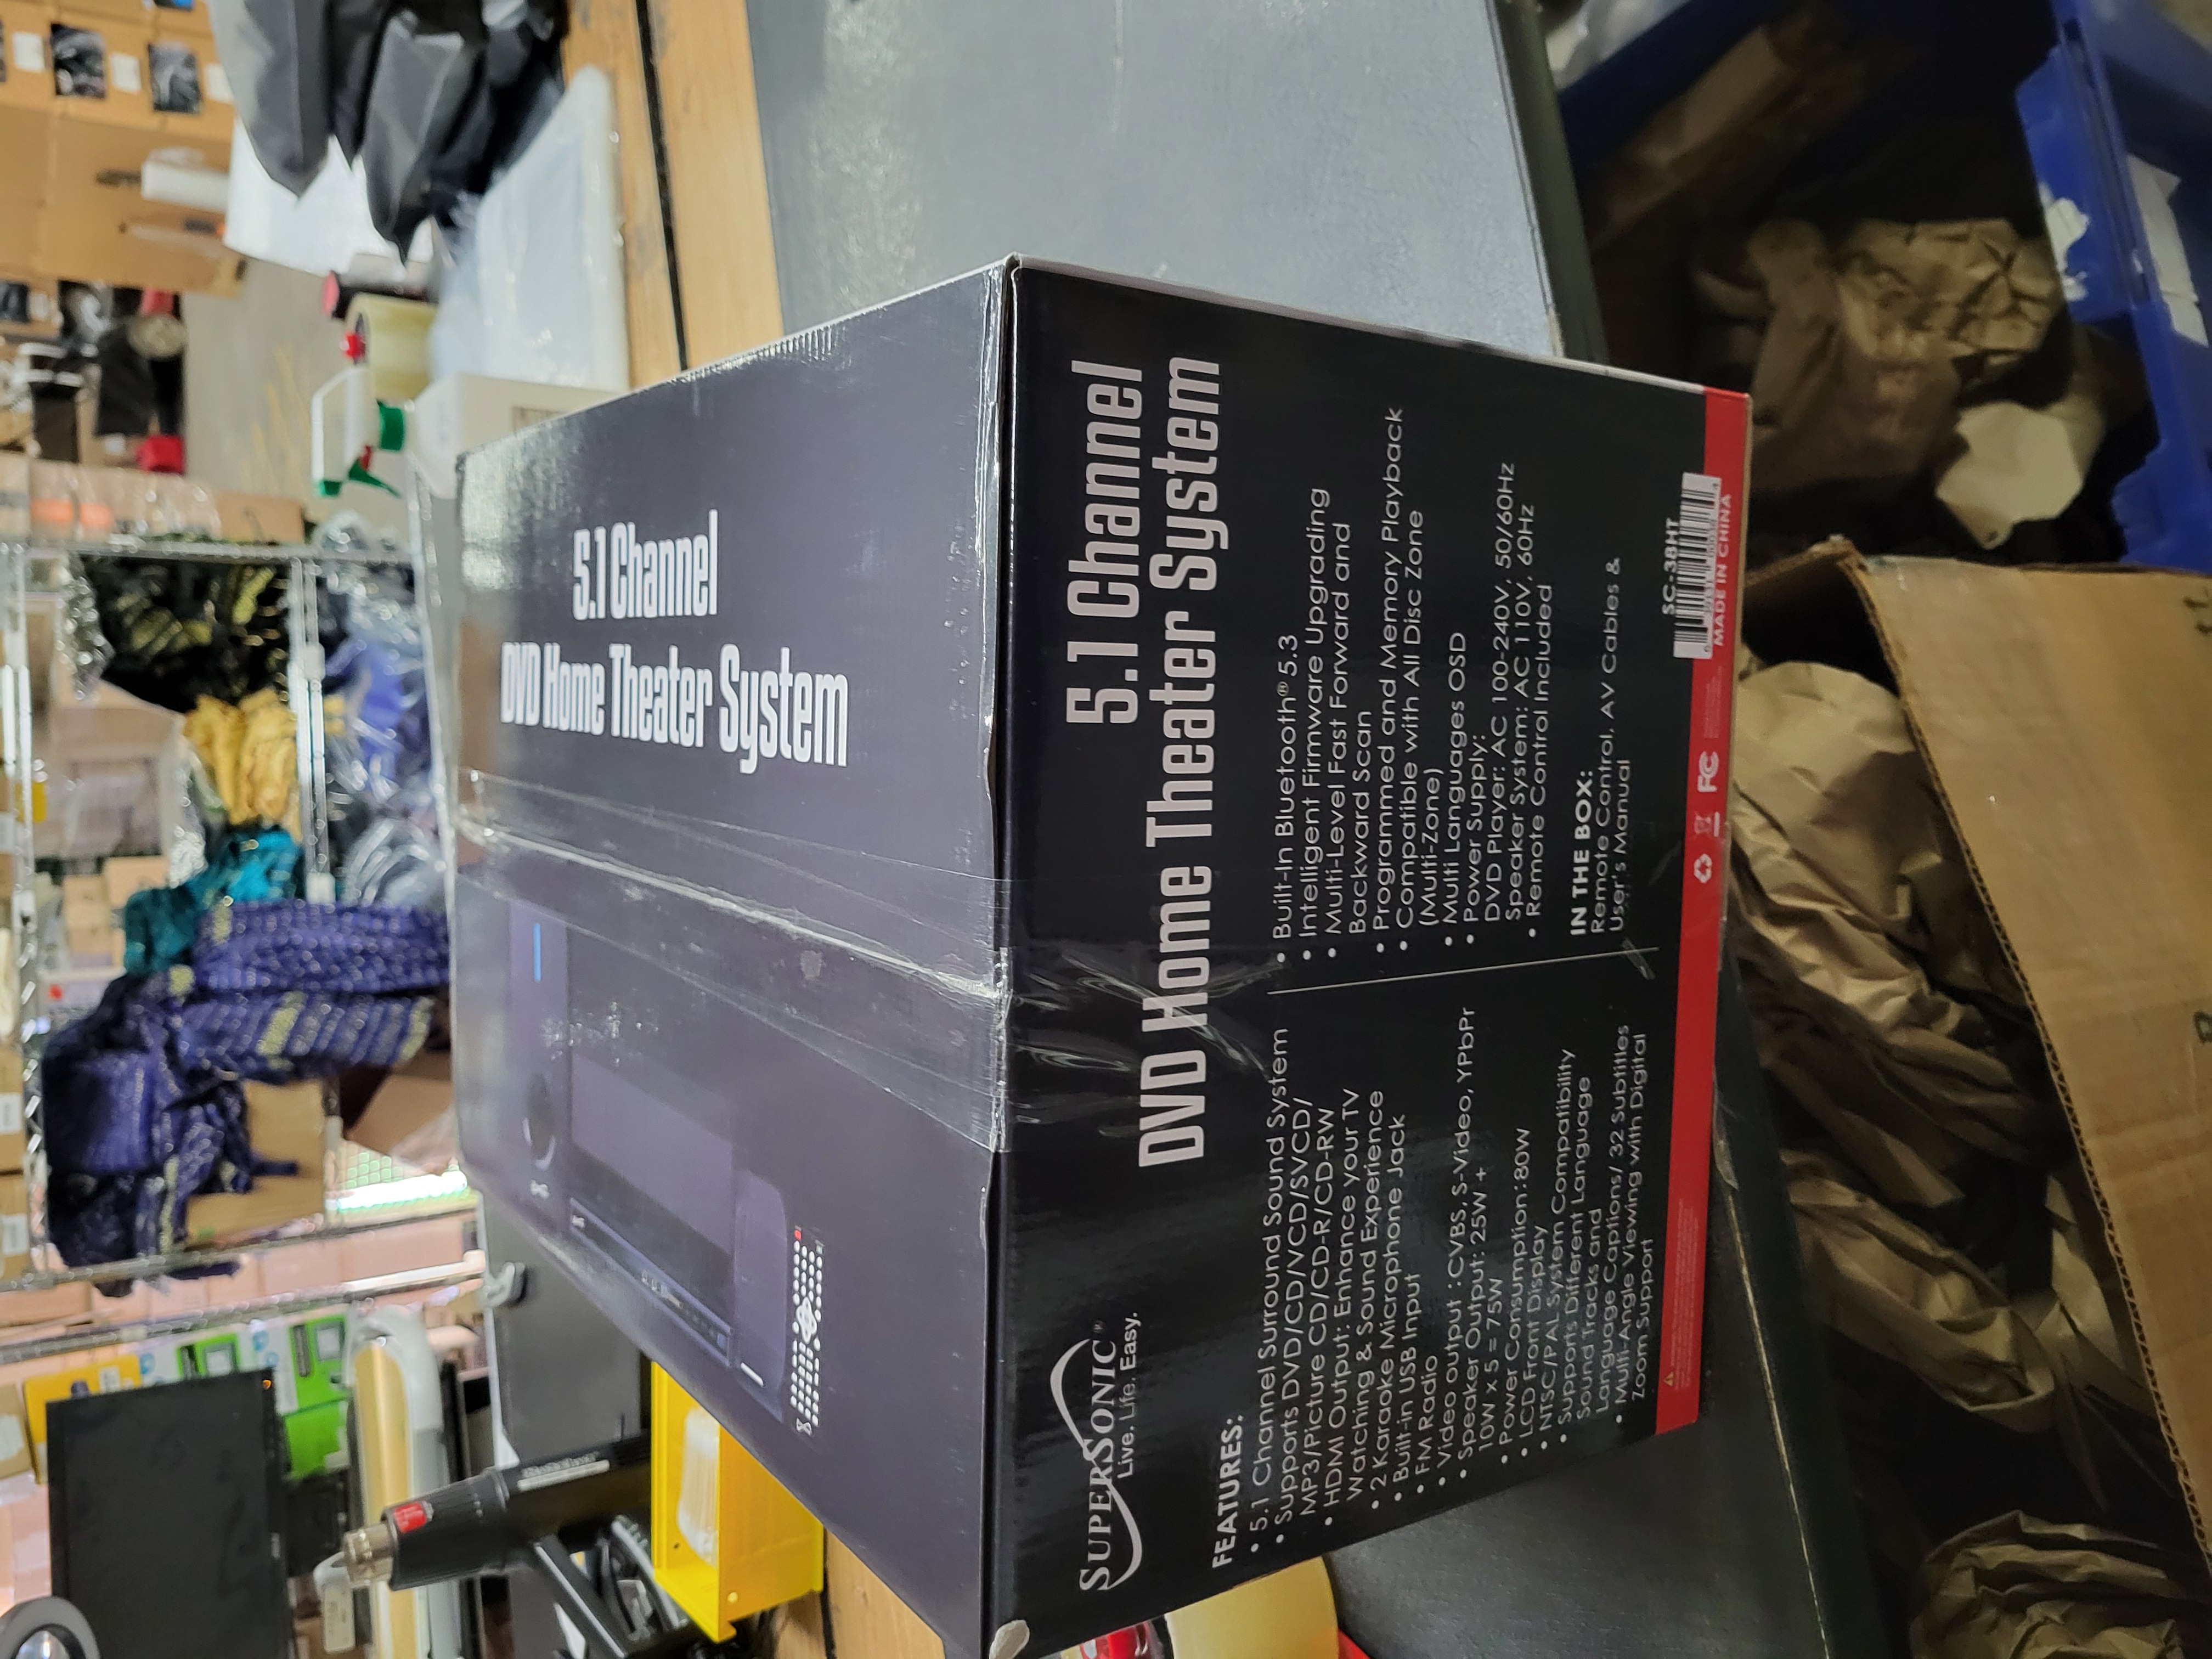 5.1 Channel
DVD Home Theater System
5.1 Channel
DVD Home Theater System
SUPERSONIC®
Live. Life. Easy.
FEATURES:
• 5.1 Channel Surround Sound System
• Supports DVD/CD/VCD/SVCD/
MP3/Picture CD/CD-R/CD-RW
• HDMI Output: Enhance your TV
Watching & Sound Experience
• 2 Karaoke Microphone Jack
• Built-in USB Input
• FM Radio
• Video output : CVBS, S-Video, YPbPr
• Speaker Output: 25W +
10W x 5 = 75W
• Power Consumption: 80W
• LCD Front Display
• NTSC/PAL System Compatibility
• Supports Different Language
Sound Tracks and
Language Captions/ 32 Subtitles
• Multi-Angle Viewing with Digital
Zoom Support
• Built-In Bluetooth® 5.3
• Intelligent Firmware Upgrading
• Multi-Level Fast Forward and
Backward Scan
• Programmed and Memory Playback
• Compatible with All Disc Zone
(Multi-Zone)
• Multi Languages OSD
• Power Supply:
DVD Player: AC 100-240V, 50/60Hz
Speaker System: AC 110V, 60Hz
• Remote Control Included
IN THE BOX:
Remote Control, AV Cables &
User's Manual
SC-38HT
FC
MADE IN CHINA